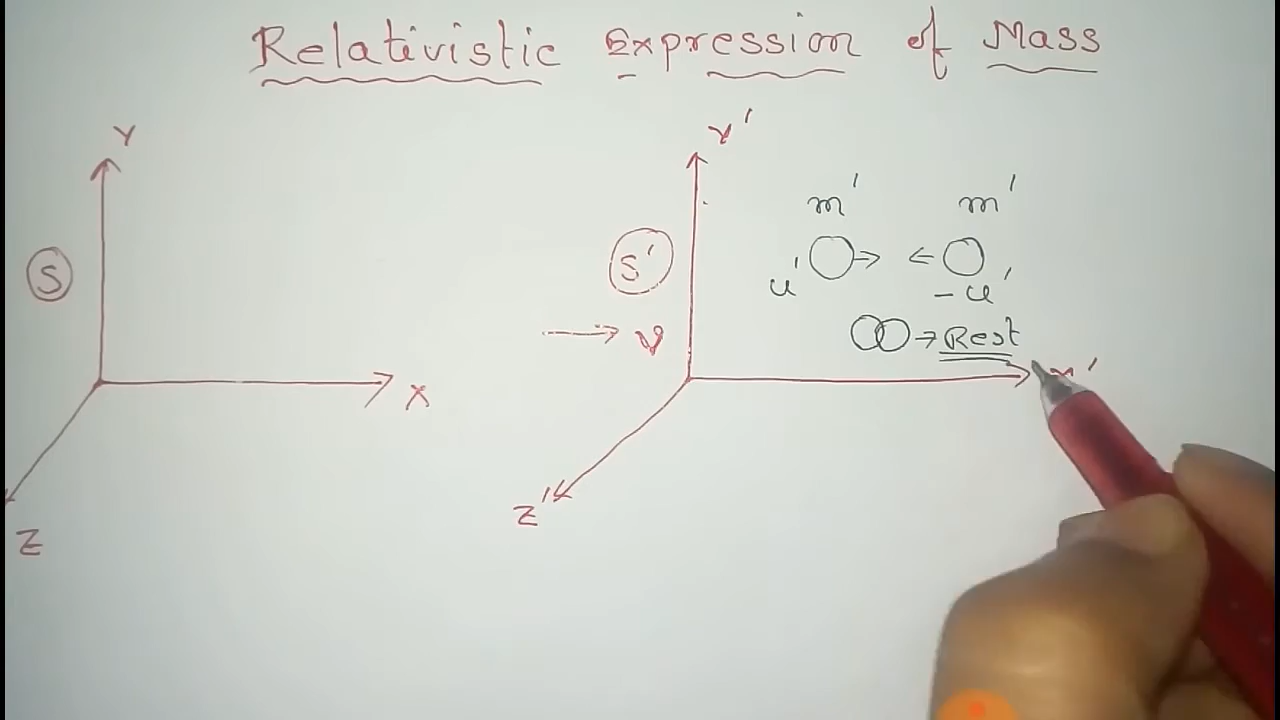 Relativistic Expression of Mass
Y
S
X
Z
Y'
S'
→ v
X'
Z'
m' m'
u' → ← -u'
→ Rest